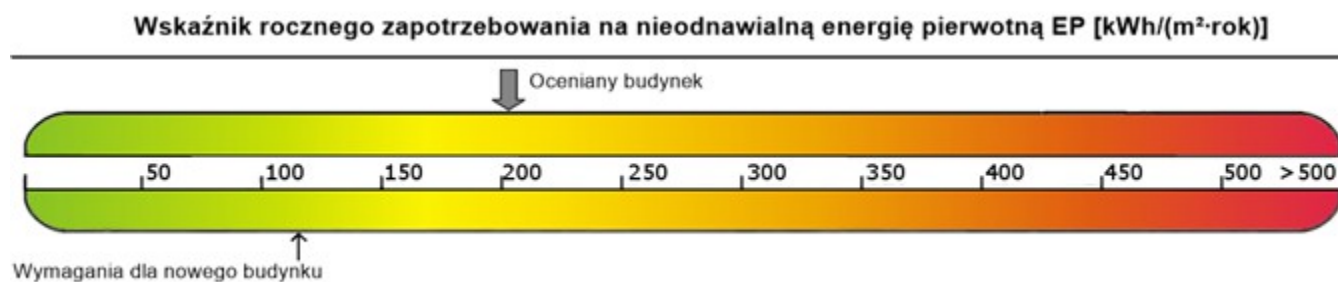 Wskaźnik rocznego zapotrzebowania na nieodnawialną energię pierwotną EP [kWh/(m²·rok)]
Oceniany budynek
50 100 150 200 250 300 350 400 450 500 >500
Wymagania dla nowego budynku